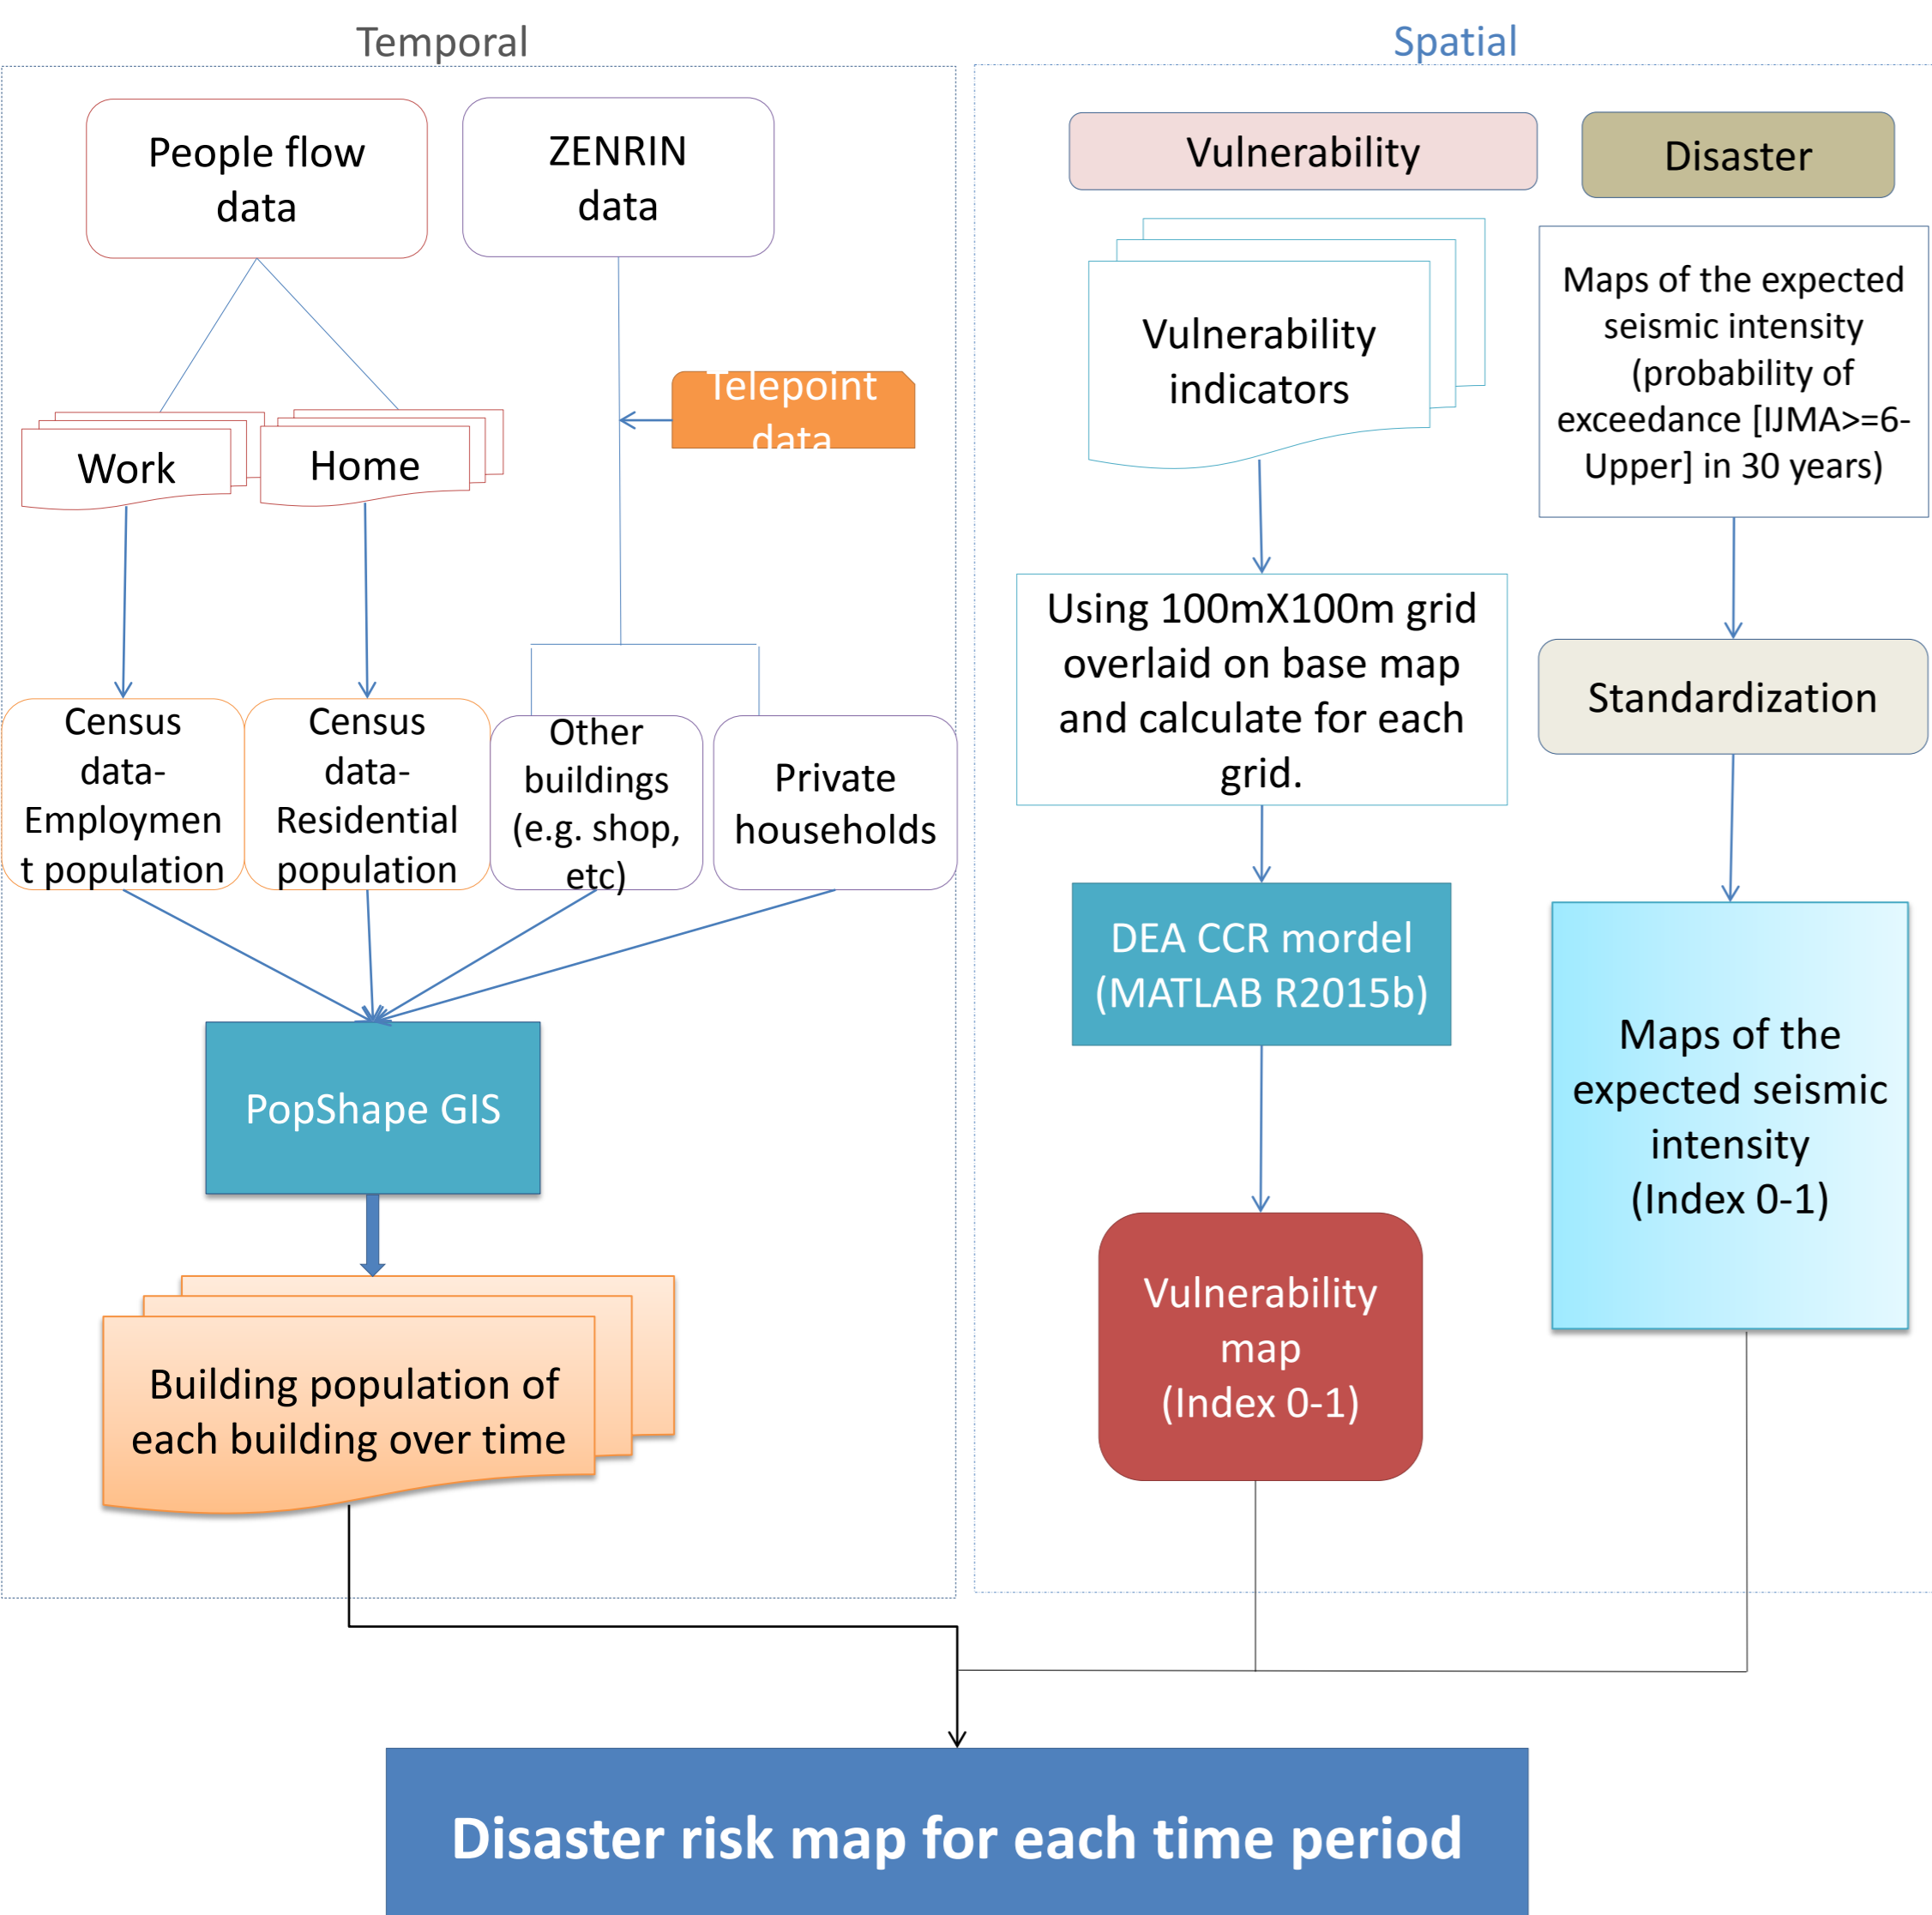 Temporal
Spatial
People flow
data
ZENRIN
data
Telepoint
data
Work
Home
Census
data-
Employmen
t population
Census
data-
Residential
population
Other
buildings
(e.g. shop,
etc)
Private
households
PopShape GIS
Building population of
each building over time
Vulnerability
Vulnerability
indicators
Using 100mX100m grid
overlaid on base map
and calculate for each
grid.
DEA CCR mordel
(MATLAB R2015b)
Vulnerability
map
(Index 0-1)
Disaster
Maps of the expected
seismic intensity
(probability of
exceedance [IJMA>=6-
Upper] in 30 years)
Standardization
Maps of the
expected seismic
intensity
(Index 0-1)
Disaster risk map for each time period